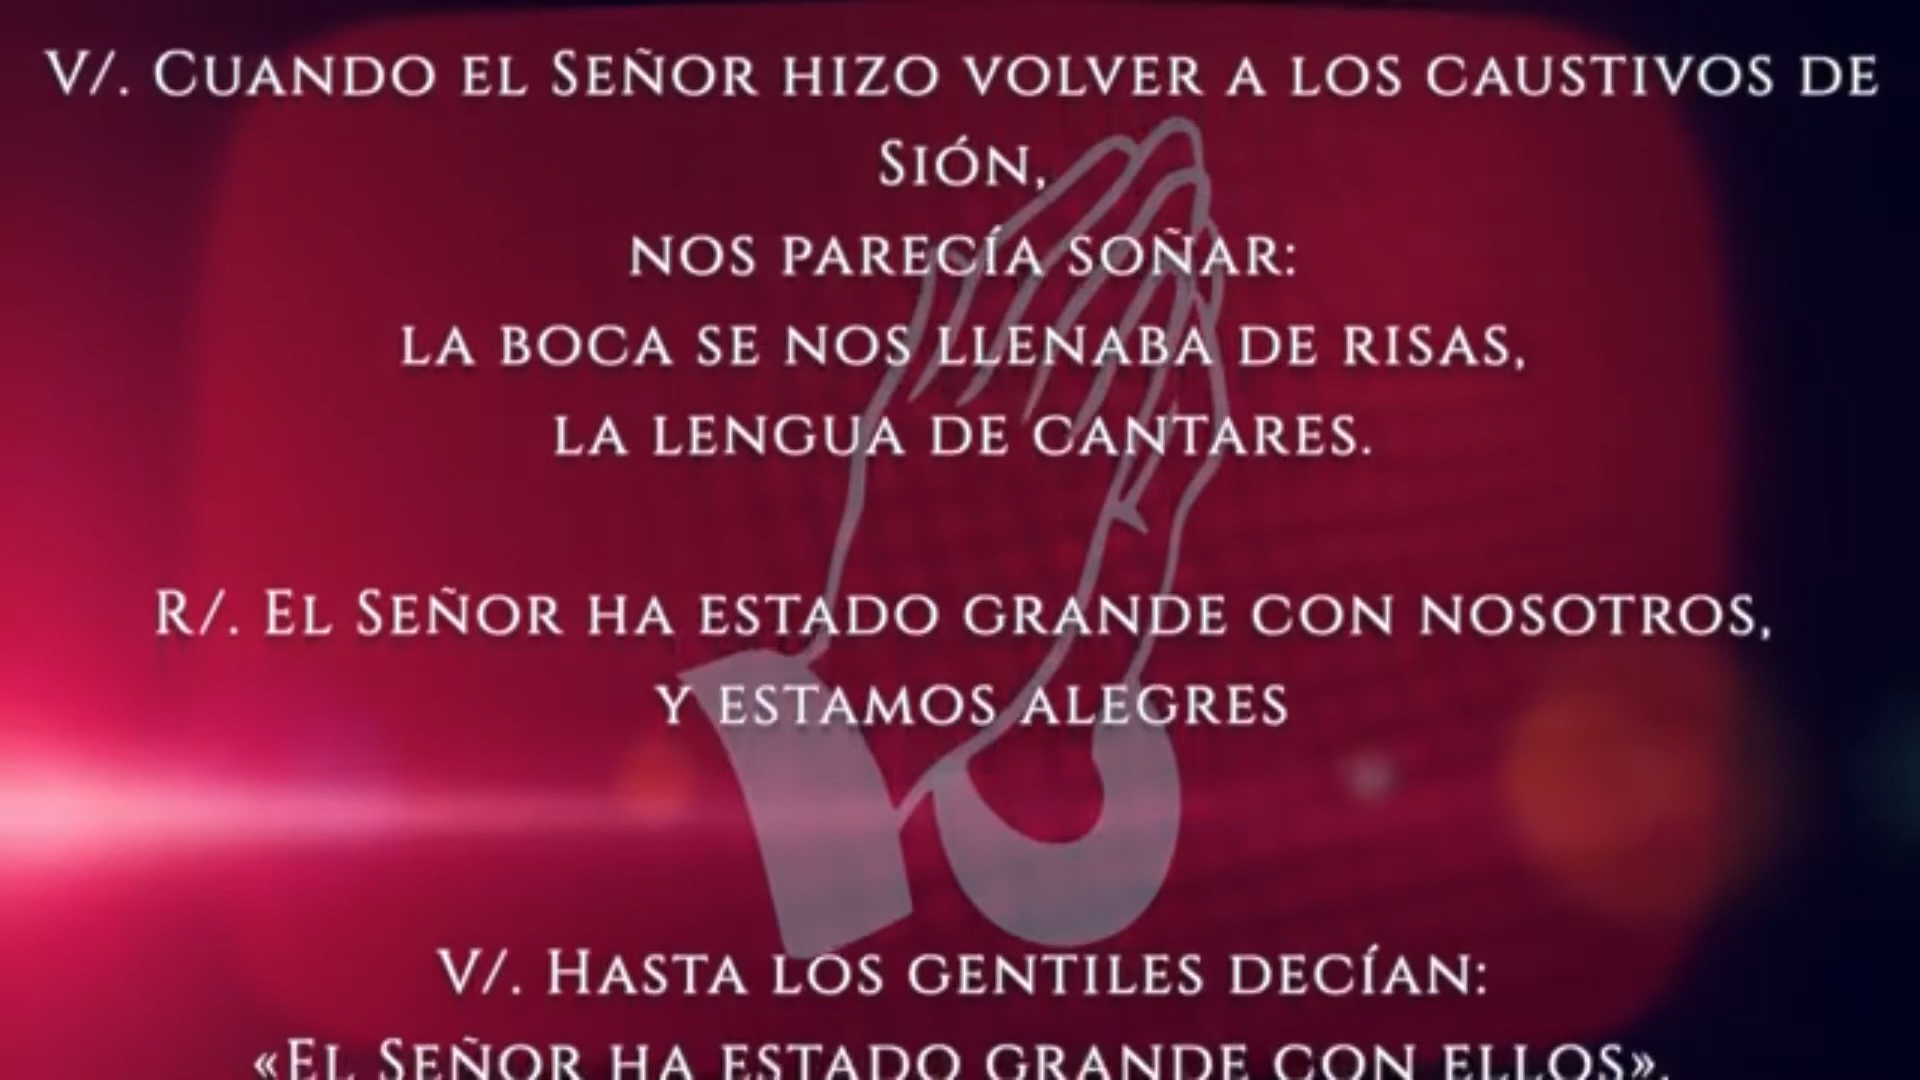 V/. Cuando el Señor hizo volver a los caustivos de
Sión,
nos parecía soñar:
la boca se nos llenaba de risas,
la lengua de cantares.
R/. El Señor ha estado grande con nosotros,
y estamos alegres
V/. Hasta los gentiles decían:
«El Señor ha estado grande con ellos».